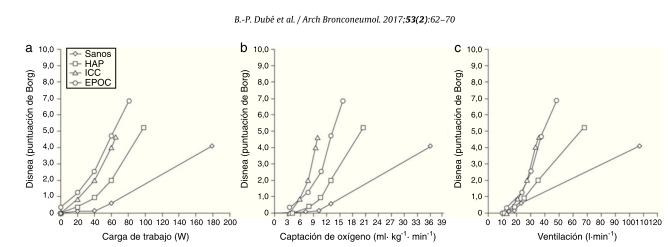 B.-P. Dubé et al. / Arch Bronconeumol. 2017;53(2):62–70
a
10,0
9,0
8,0
7,0
6,0
5,0
4,0
3,0
2,0
1,0
0,0
Disnea (puntuación de Borg)
Sanos
HAP
ICC
EPOC
0 20 40 60 80 100 120 140 160 180 200
Carga de trabajo (W)
b
10,0
9,0
8,0
7,0
6,0
5,0
4,0
3,0
2,0
1,0
0,0
Disnea (puntuación de Borg)
0 3 6 9 12 15 18 21 24 27 30 33 36 39
Captación de oxígeno (ml· kg-1· min-1)
c
10,0
9,0
8,0
7,0
6,0
5,0
4,0
3,0
2,0
1,0
0,0
Disnea (puntuación de Borg)
0 10 20 30 40 50 60 70 80 90 100110 120
Ventilación (l·min-1)